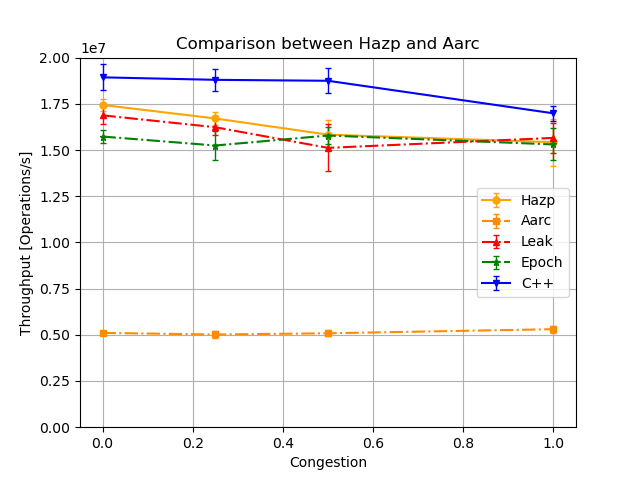 Comparison between Hazp and Aarc
1e7
2.00
1.75
1.50
1.25
1.00
0.75
0.50
0.25
0.00
Throughput [Operations/s]
Hazp
Aarc
Leak
Epoch
C++
0.0 0.2 0.4 0.6 0.8 1.0
Congestion